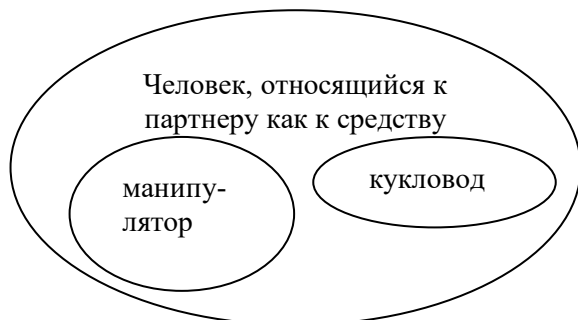 Человек, относящийся к
партнеру как к средству
манипу-
лятор
кукловод